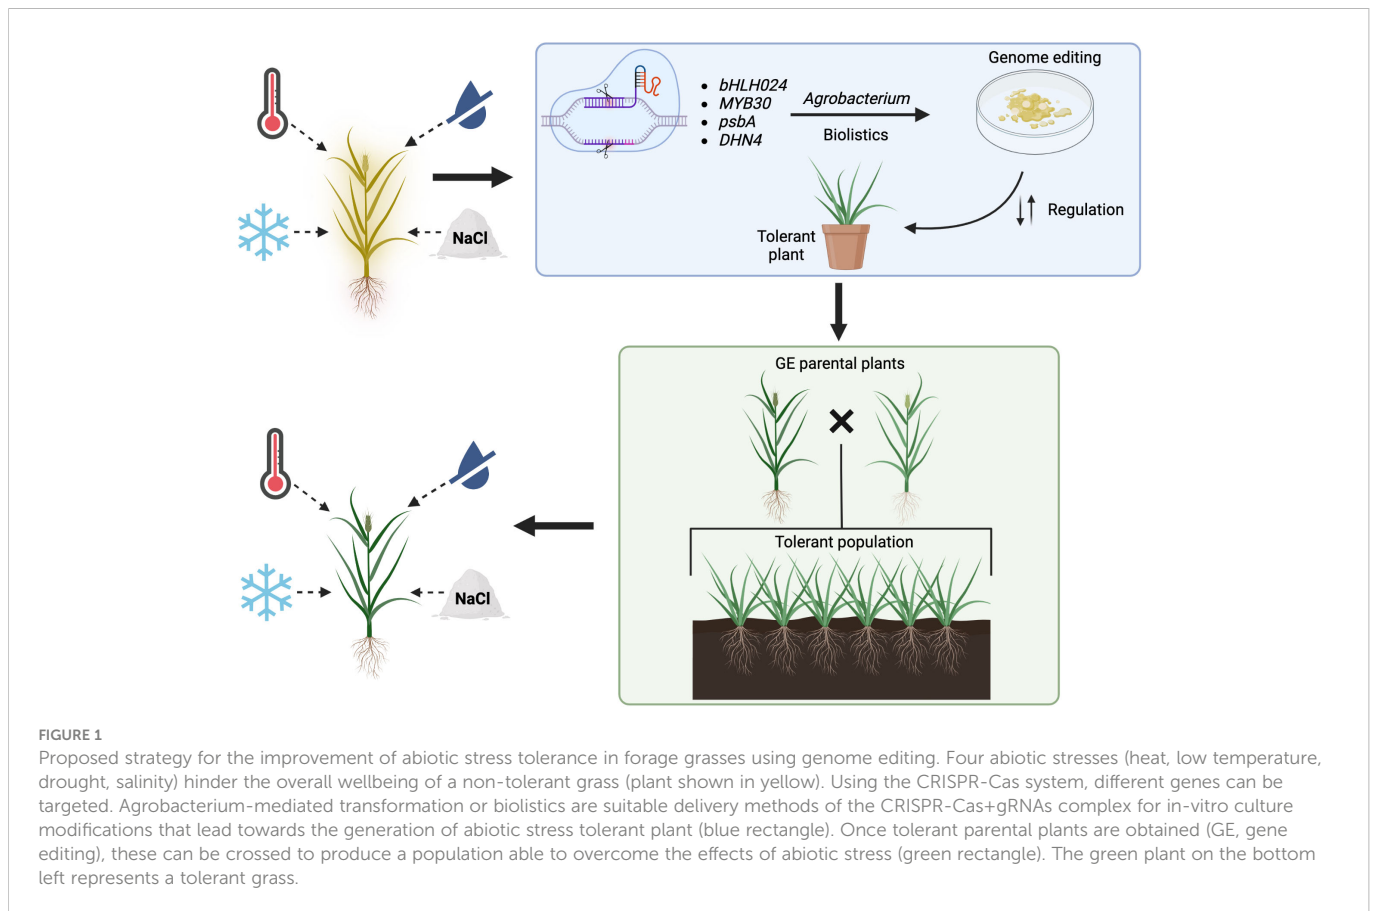 Genome editing
• bHLH024
• MYB30
• psbA
• DHN4
Agrobacterium
Biolistics
NaCl
Regulation
Tolerant
plant
GE parental plants
Tolerant population
NaCl
FIGURE 1
Proposed strategy for the improvement of abiotic stress tolerance in forage grasses using genome editing. Four abiotic stresses (heat, low temperature,
drought, salinity) hinder the overall wellbeing of a non-tolerant grass (plant shown in yellow). Using the CRISPR-Cas system, different genes can be
targeted. Agrobacterium-mediated transformation or biolistics are suitable delivery methods of the CRISPR-Cas+gRNAs complex for in-vitro culture
modifications that lead towards the generation of abiotic stress tolerant plant (blue rectangle). Once tolerant parental plants are obtained (GE, gene
editing), these can be crossed to produce a population able to overcome the effects of abiotic stress (green rectangle). The green plant on the bottom
left represents a tolerant grass.